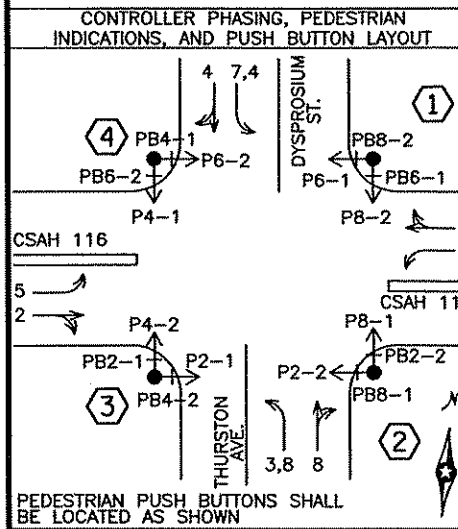 CONTROLLER PHASING, PEDESTRIAN
INDICATIONS, AND PUSH BUTTON LAYOUT
4 7,4
DYSPROSIUM
ST.
1
4
PB4-1
PB8-2
P6-2
P6-1
PB6-2
PB6-1
P4-1
P8-2
CSAH 116
5
CSAH 11
2
P4-2
P8-1
PB2-1
P2-1
P2-2
PB2-2
PB4-2
PB8-1
3
2
THURSTON
AVE.
3,8 8
PEDESTRIAN PUSH BUTTONS SHALL
BE LOCATED AS SHOWN